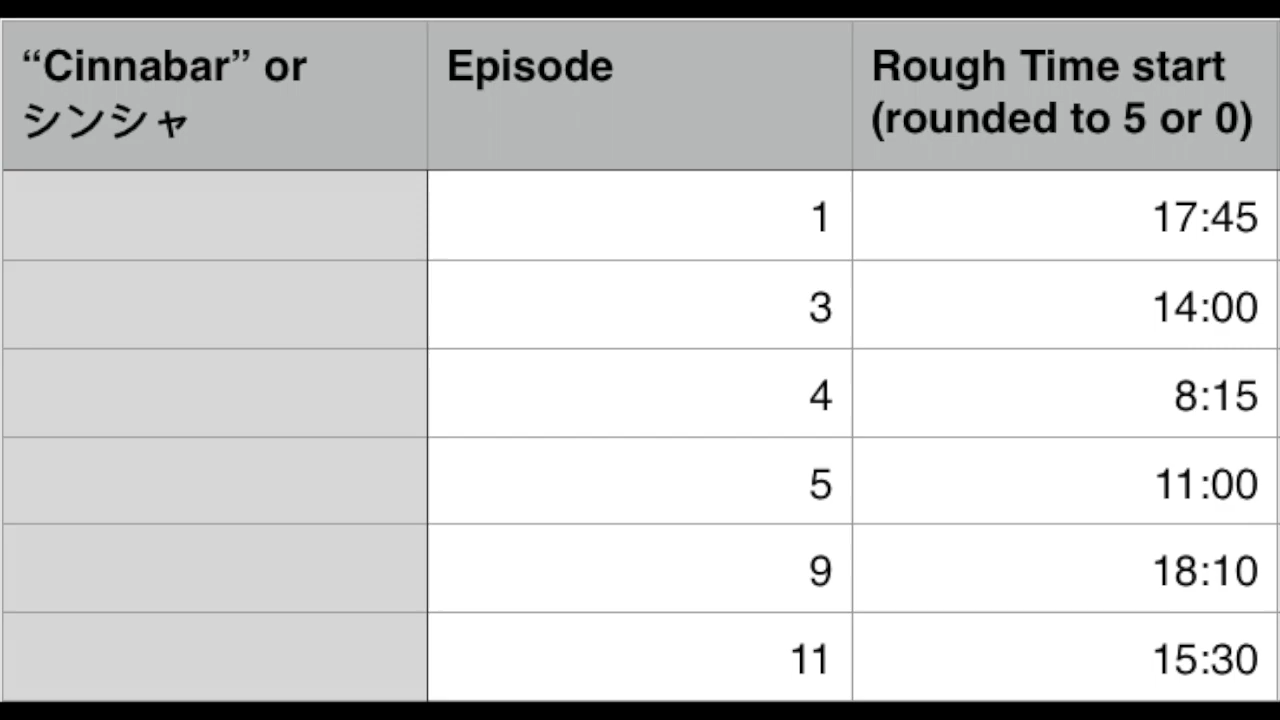 “Cinnabar” or
シンシャ
Episode
Rough Time start
(rounded to 5 or 0)
1
17:45
3
14:00
4
8:15
5
11:00
9
18:10
11
15:30